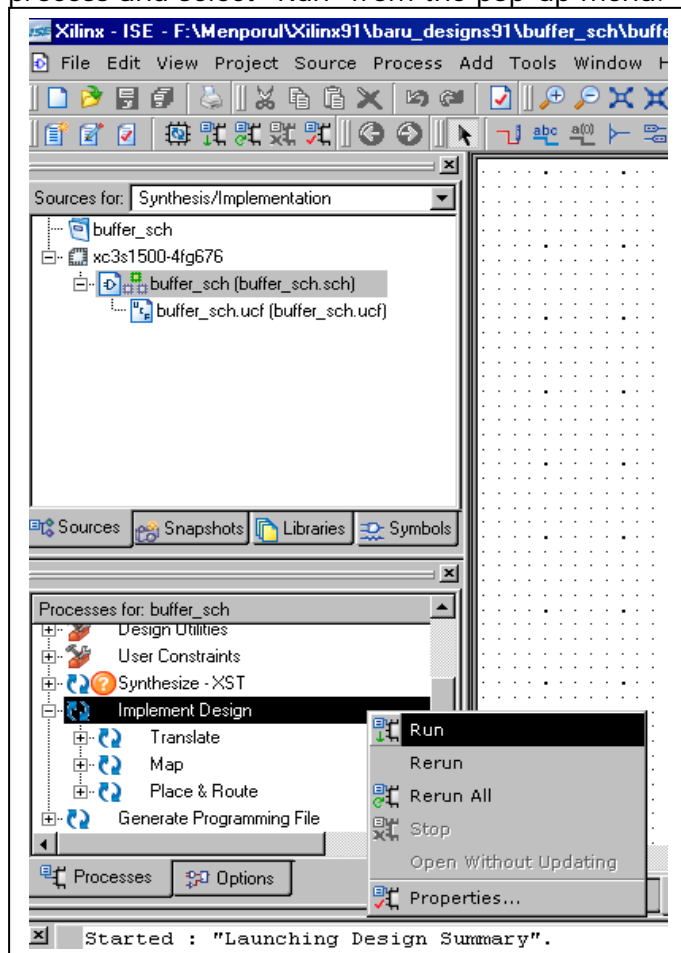 process and select "Run" from the pop-up menu.
Xilinx - ISE - F:\Menporul\Xilinx91\baru_designs91\buffer_sch\buffe
File Edit View Project Source Process Add Tools Window H
abc a(0)
Sources for: Synthesis/Implementation
buffer_sch
xc3s1500-4fg676
buffer_sch (buffer_sch.sch)
buffer_sch.ucf (buffer_sch.ucf)
Sources Snapshots Libraries Symbols
Processes for: buffer_sch
Design Utilities
User Constraints
Synthesize - XST
Implement Design
Translate
Map
Place & Route
Generate Programming File
Run
Rerun
Rerun All
Stop
Open Without Updating
Properties...
Processes Options
Started : "Launching Design Summary".